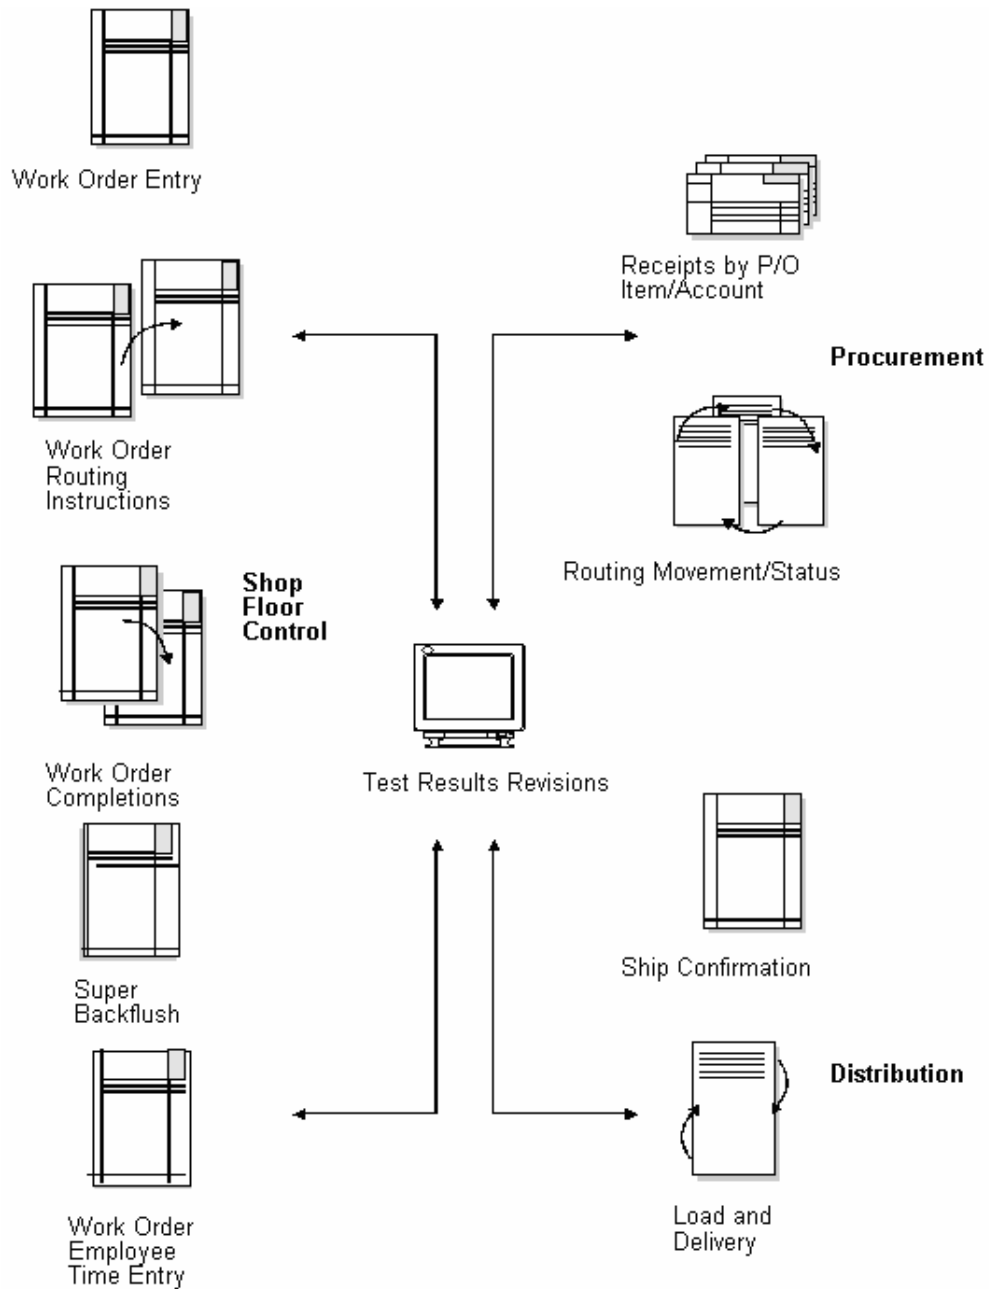 Work Order Entry
Receipts by P/O
Item/Account
Procurement
Work Order
Routing
Instructions
Routing Movement/Status
Shop
Floor
Control
Work Order
Completions
Test Results Revisions
Super
Backflush
Ship Confirmation
Distribution
Work Order
Employee
Time Entry
Load and
Delivery